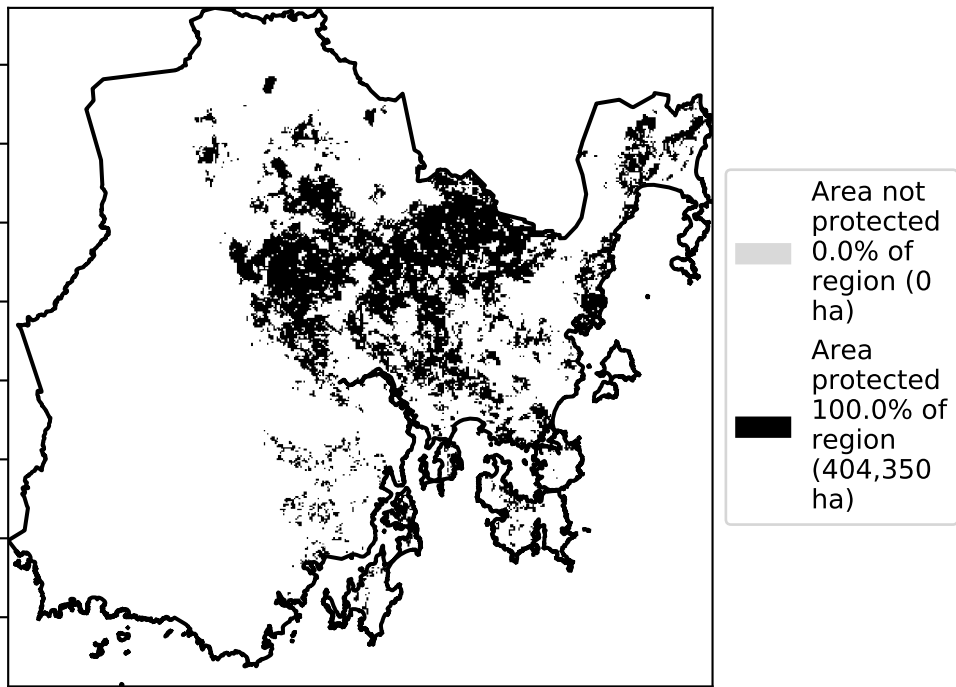 Area not
protected
0.0% of
region (0
ha)
Area
protected
100.0% of
region
(404,350
ha)